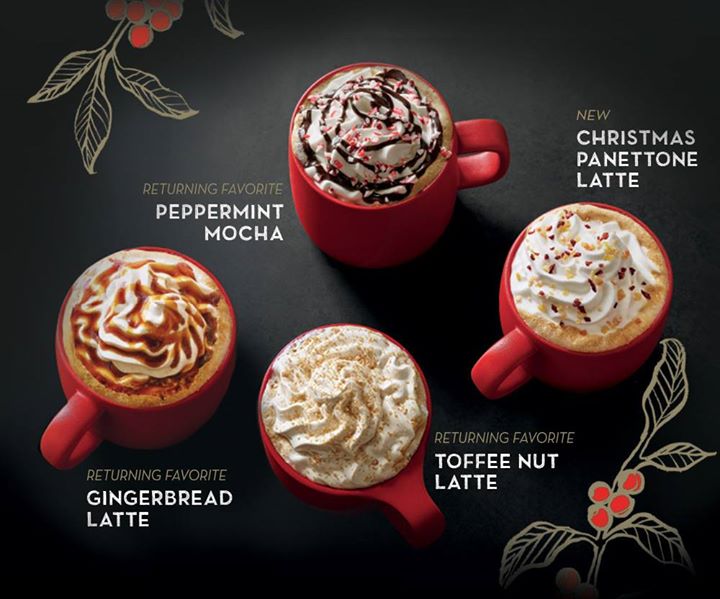 NEW
CHRISTMAS
PANETTONE
LATTE
RETURNING FAVORITE
PEPPERMINT
MOCHA
RETURNING FAVORITE
TOFFEE NUT
LATTE
RETURNING FAVORITE
GINGERBREAD
LATTE